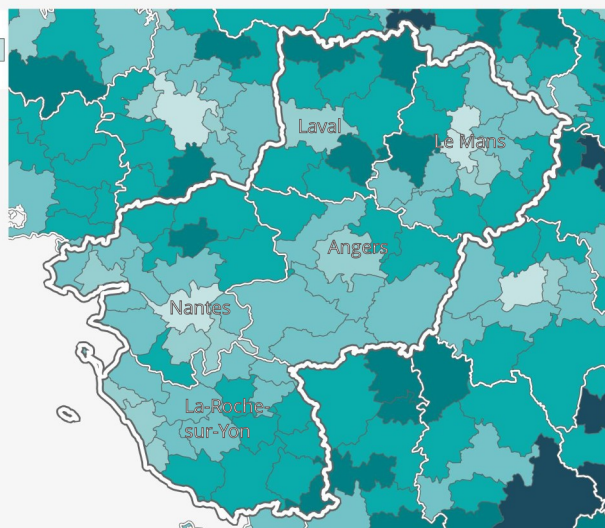 Laval
Le Mans
Angers
Nantes
La-Roche-
sur-Yon